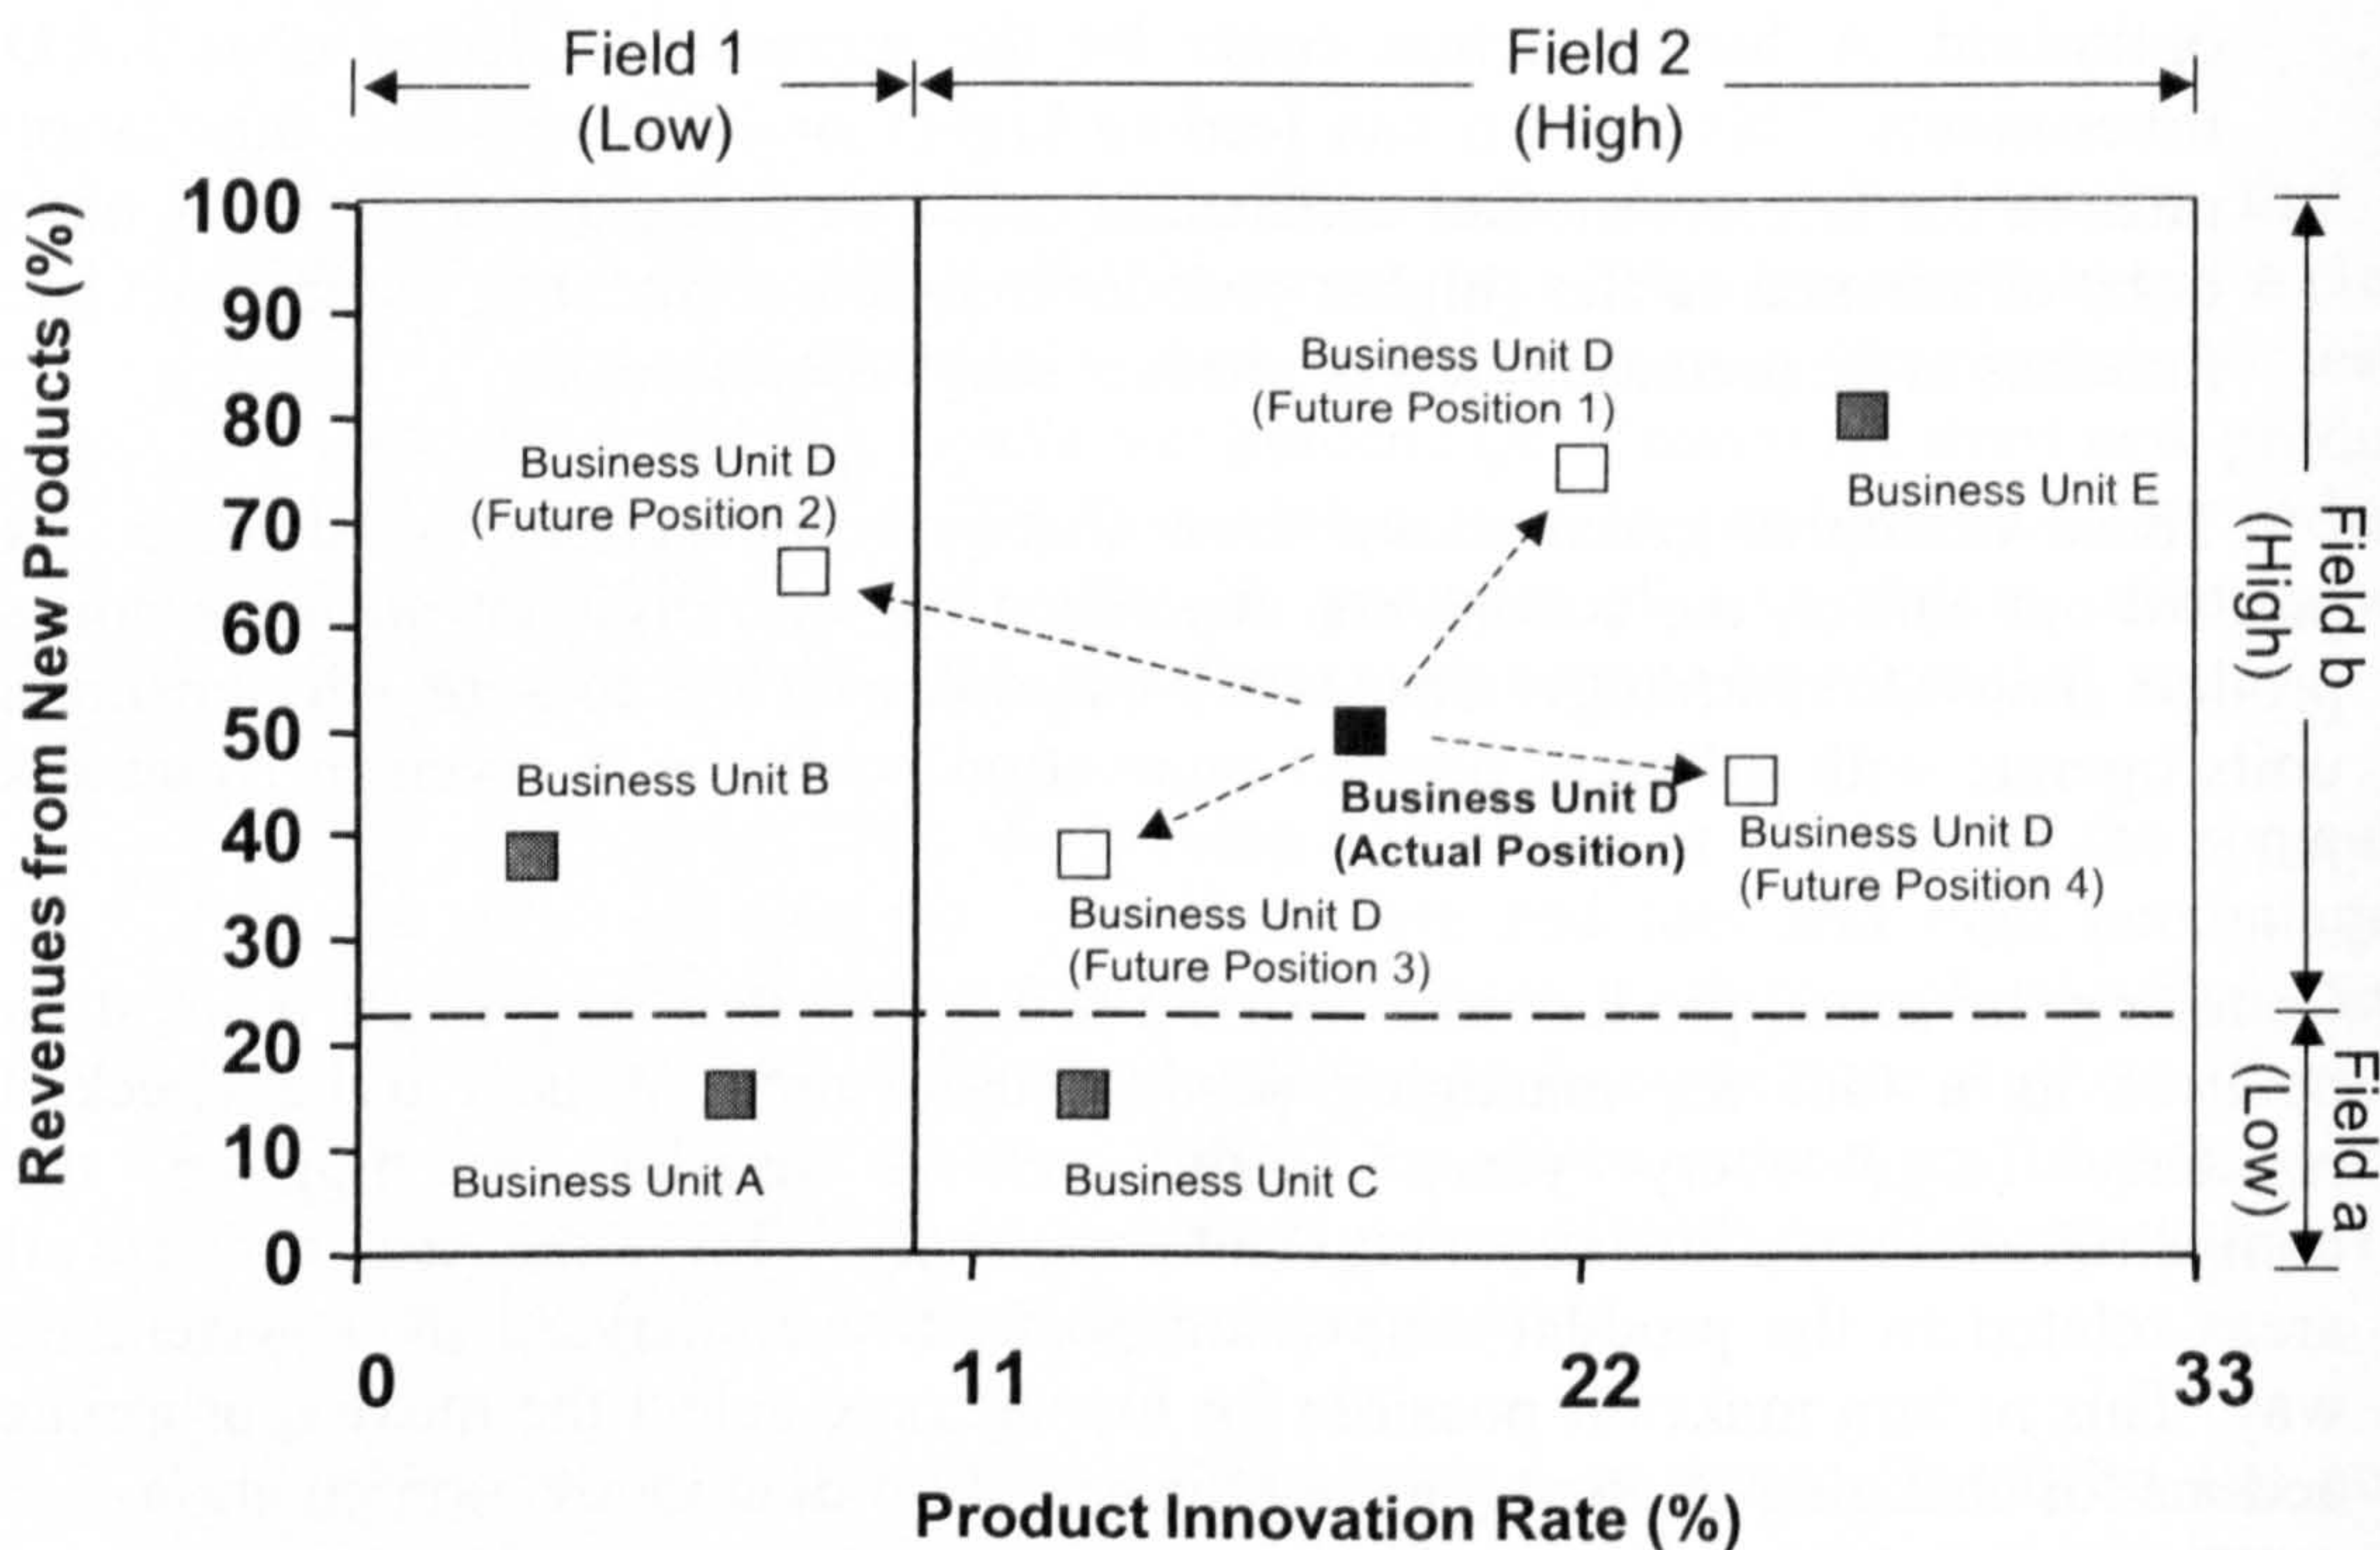 Field 1
(Low)
Field 2
(High)
Revenues from New Products (%)
100
90
80
70
60
50
40
30
20
10
0
Business Unit D
(Future Position 1)
Business Unit E
Business Unit D
(Future Position 2)
Business Unit B
Business Unit D
(Actual Position)
Business Unit D
(Future Position 4)
Business Unit D
(Future Position 3)
Business Unit A
Business Unit C
Field b
(High)
Field a
(Low)
0
11
22
33
Product Innovation Rate (%)